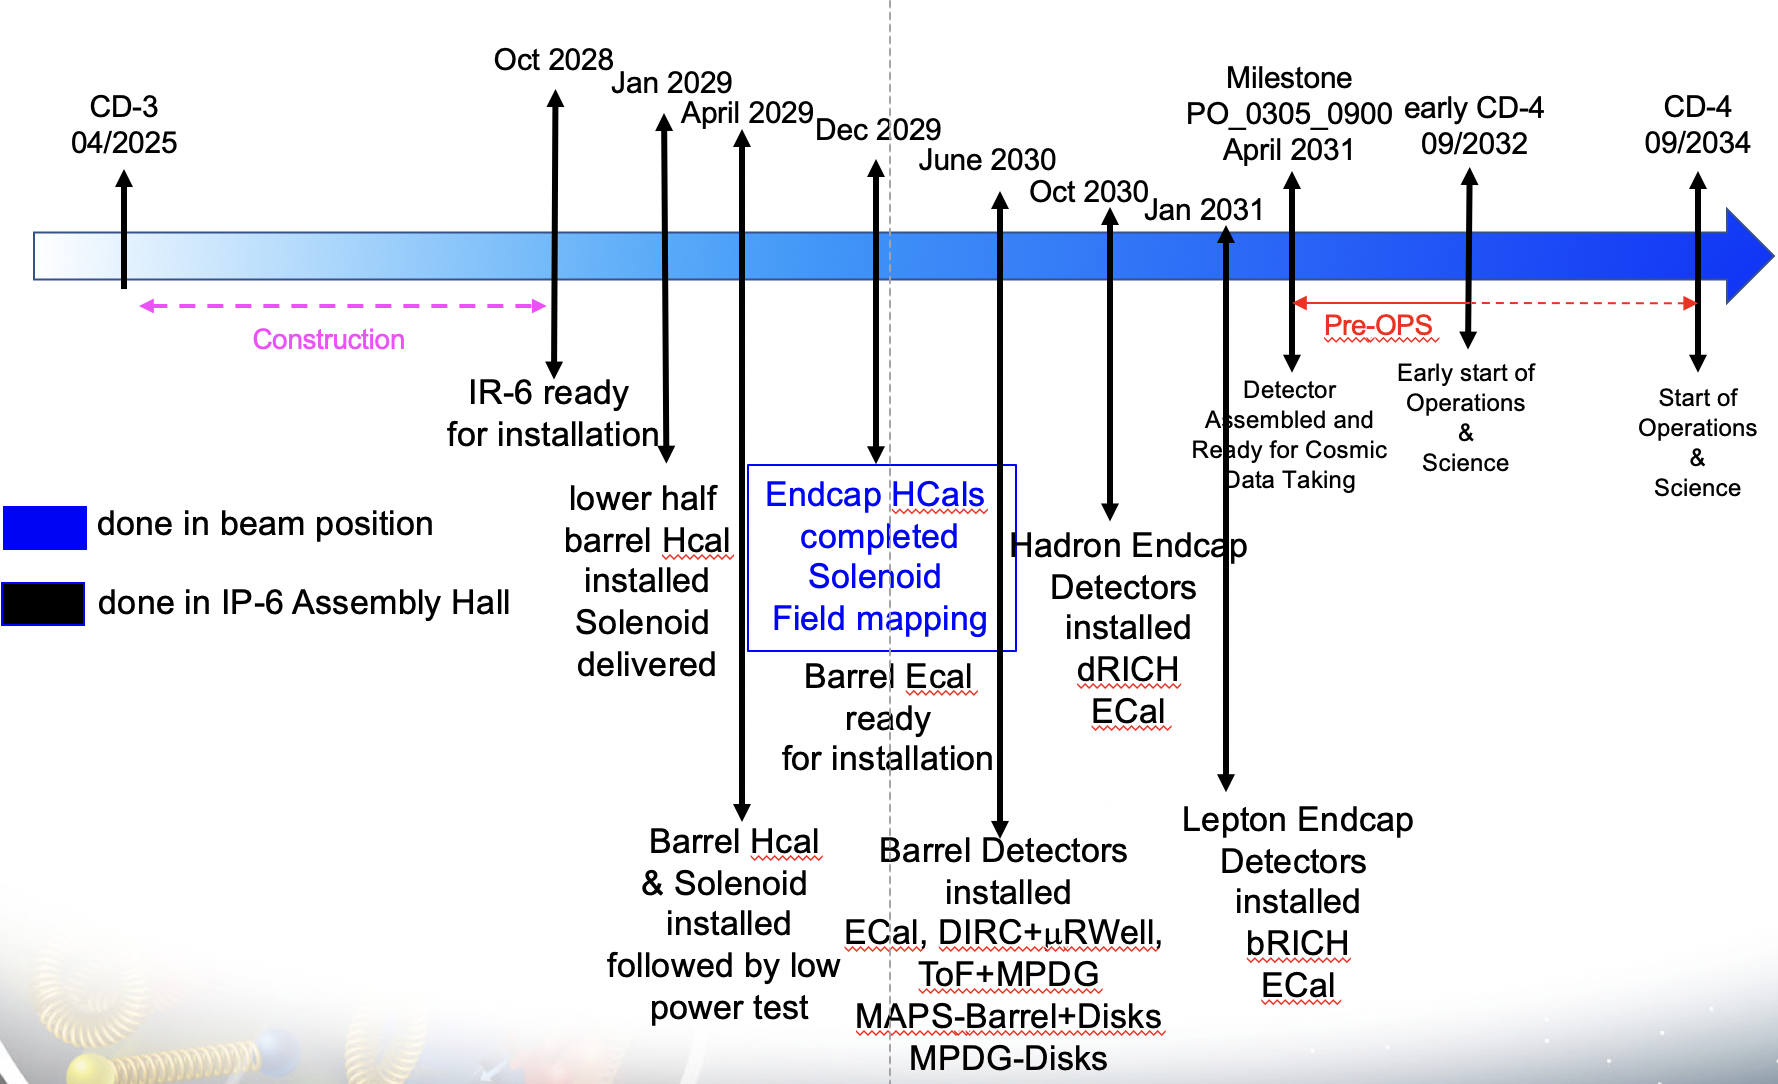 CD-3
04/2025
Oct 2028
Jan 2029
April 2029
Dec 2029
June 2030
Oct 2030
Jan 2031
Milestone
PO_0305_0900
April 2031
early CD-4
09/2032
CD-4
09/2034
Construction
Pre-OPS
IR-6 ready
for installation
lower half
barrel Hcal
installed
Solenoid
delivered
Endcap HCals
completed
Solenoid
Field mapping
Barrel Ecal
ready
for installation
Hadron Endcap
Detectors
installed
dRICH
ECal
Detector
Assembled and
Ready for Cosmic
Data Taking
Early start of
Operations
&
Science
Start of
Operations
&
Science
done in beam position
done in IP-6 Assembly Hall
Barrel Hcal
& Solenoid
installed
followed by low
power test
Barrel Detectors
installed
ECal, DIRC+μRWell,
ToF+MPDG
MAPS-Barrel+Disks
MPDG-Disks
Lepton Endcap
Detectors
installed
bRICH
ECal